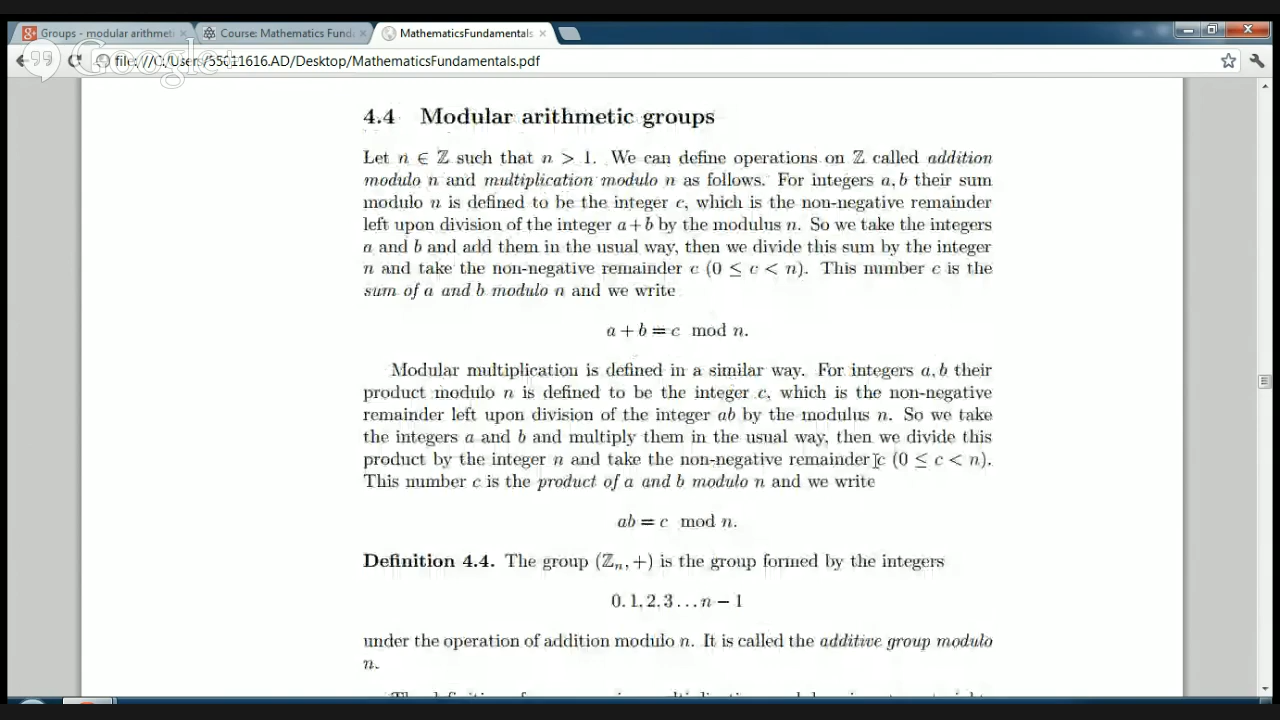 Groups - modular arithmeti
Course: Mathematics Fund
MathematicsFundamentals
Google+
file:///C:/Users/55011616.AD/Desktop/MathematicsFundamentals.pdf
4.4 Modular arithmetic groups
Let n ∈ ℤ such that n > 1. We can define operations on ℤ called addition
modulo n and multiplication modulo n as follows. For integers a, b their sum
modulo n is defined to be the integer c, which is the non-negative remainder
left upon division of the integer a + b by the modulus n. So we take the integers
a and b and add them in the usual way, then we divide this sum by the integer
n and take the non-negative remainder c (0 ≤ c < n). This number c is the
sum of a and b modulo n and we write
a + b = c mod n.
Modular multiplication is defined in a similar way. For integers a, b their
product modulo n is defined to be the integer c, which is the non-negative
remainder left upon division of the integer ab by the modulus n. So we take
the integers a and b and multiply them in the usual way, then we divide this
product by the integer n and take the non-negative remainder c (0 ≤ c < n).
This number c is the product of a and b modulo n and we write
ab = c mod n.
Definition 4.4. The group (ℤₙ, +) is the group formed by the integers
0, 1, 2, 3 . . . n − 1
under the operation of addition modulo n. It is called the additive group modulo
n.